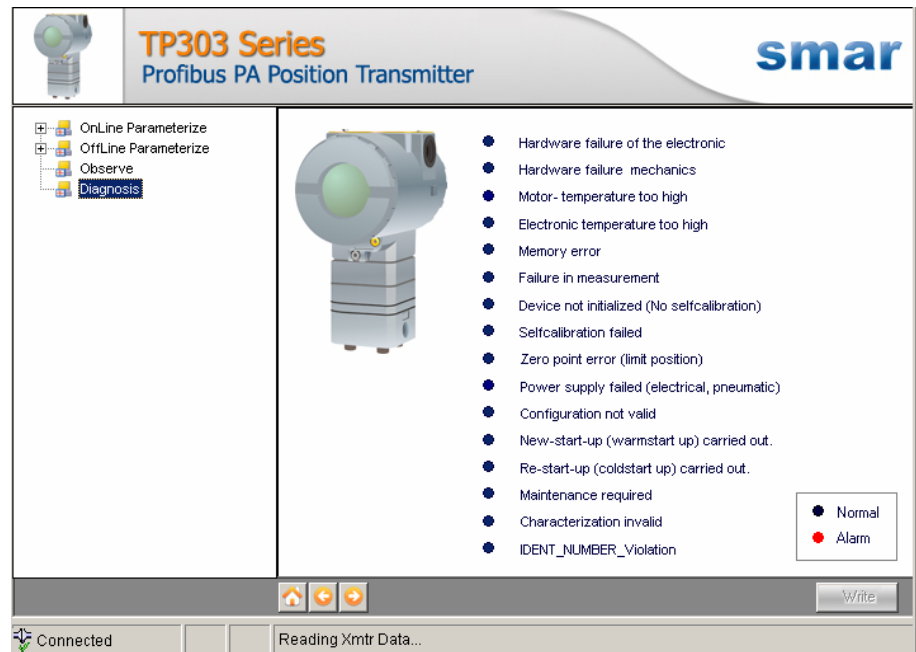 TP303 Series
Profibus PA Position Transmitter
smar
OnLine Parameterize
OffLine Parameterize
Observe
Diagnosis
Hardware failure of the electronic
Hardware failure mechanics
Motor- temperature too high
Electronic temperature too high
Memory error
Failure in measurement
Device not initialized (No selfcalibration)
Selfcalibration failed
Zero point error (limit position)
Power supply failed (electrical, pneumatic)
Configuration not valid
New-start-up (warmstart up) carried out.
Re-start-up (coldstart up) carried out.
Maintenance required
Characterization invalid
IDENT_NUMBER_Violation
Normal
Alarm
Write
Connected
Reading Xmtr Data...